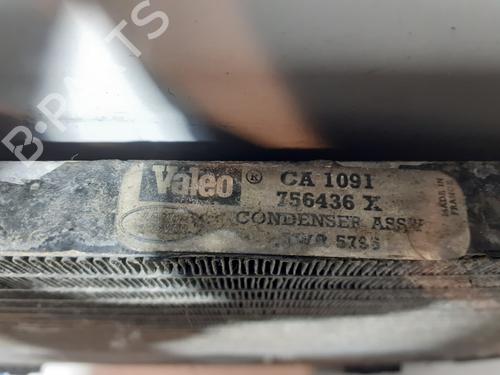 B-PARTS
Valeo ® CA 1091
756436 X
CONDENSER ASSY
MADE IN FRANCE